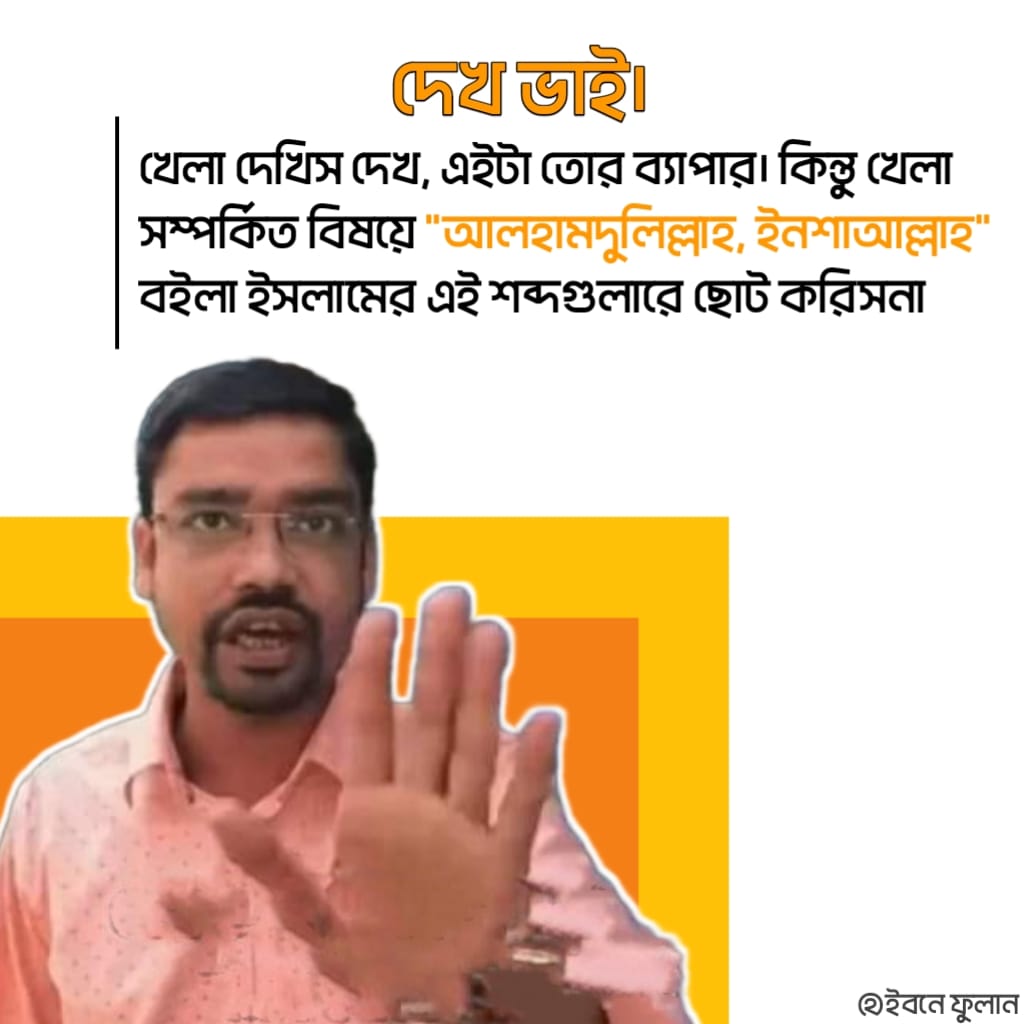 দেখ ভাই।
খেলা দেখিস দেখ, এইটা তোর ব্যাপার। কিন্তু খেলা
সম্পর্কিত বিষয়ে "আলহামদুলিল্লাহ, ইনশাআল্লাহ"
বইলা ইসলামের এই শব্দগুলারে ছোট করিসনা
ইবনে ফুলান